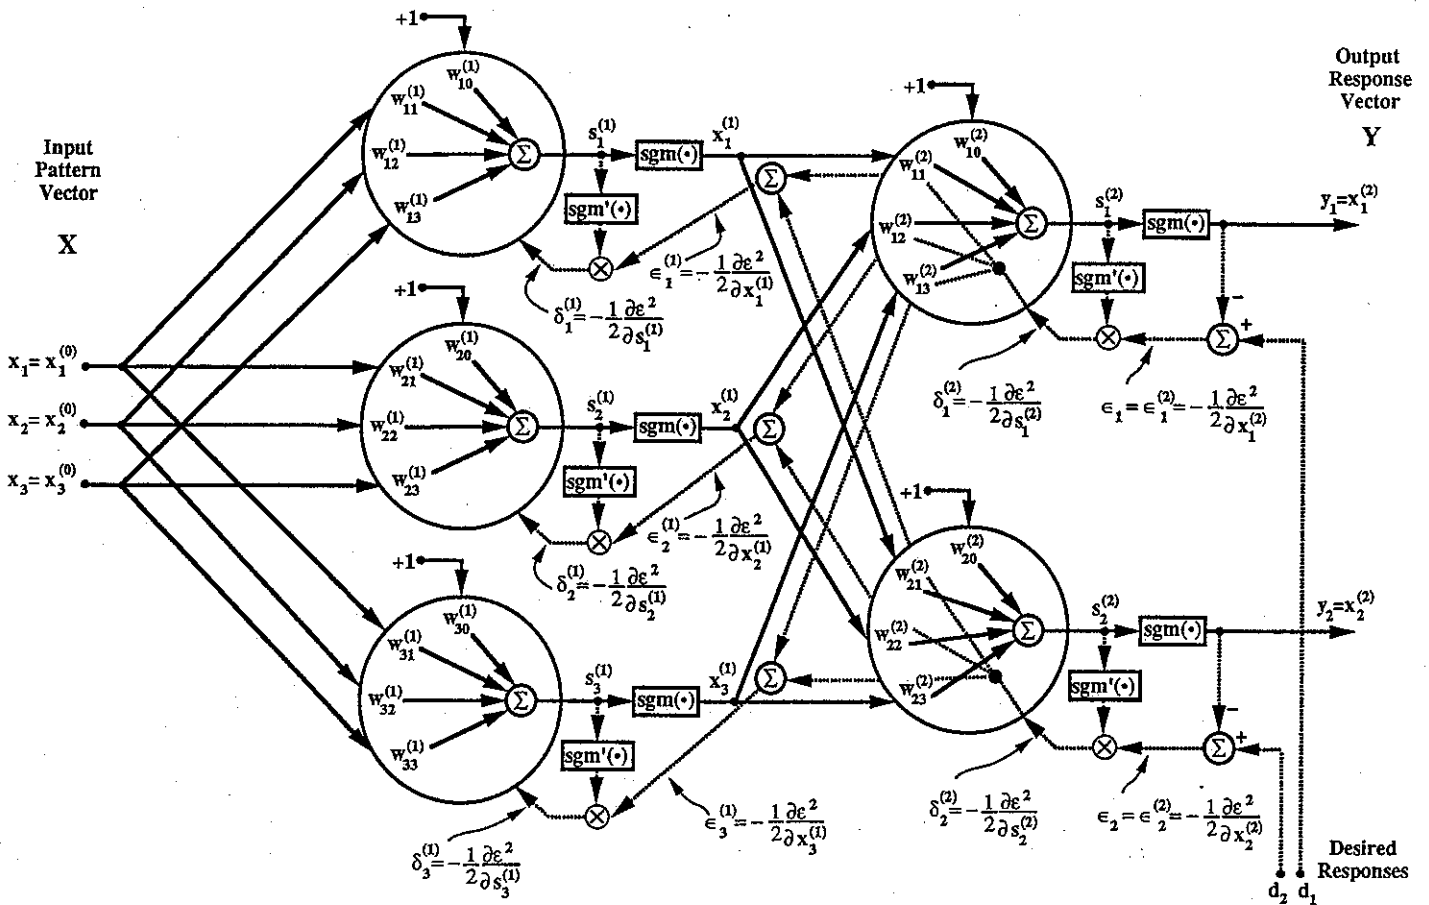 Input
Pattern
Vector
X
x₁= x₁⁽⁰⁾
x₂= x₂⁽⁰⁾
x₃= x₃⁽⁰⁾
+1
w₁₀⁽¹⁾
w₁₁⁽¹⁾
w₁₂⁽¹⁾
w₁₃⁽¹⁾
Σ
s₁⁽¹⁾
sgm(•)
x₁⁽¹⁾
sgm'(•)
⊗
Σ
δ₁⁽¹⁾=−½ ∂ε²/∂s₁⁽¹⁾
ϵ₁⁽¹⁾=−½ ∂ε²/∂x₁⁽¹⁾
+1
w₂₀⁽¹⁾
w₂₁⁽¹⁾
w₂₂⁽¹⁾
w₂₃⁽¹⁾
Σ
s₂⁽¹⁾
sgm(•)
x₂⁽¹⁾
sgm'(•)
⊗
Σ
δ₂⁽¹⁾=−½ ∂ε²/∂s₂⁽¹⁾
ϵ₂⁽¹⁾=−½ ∂ε²/∂x₂⁽¹⁾
+1
w₃₀⁽¹⁾
w₃₁⁽¹⁾
w₃₂⁽¹⁾
w₃₃⁽¹⁾
Σ
s₃⁽¹⁾
sgm(•)
x₃⁽¹⁾
sgm'(•)
⊗
Σ
δ₃⁽¹⁾=−½ ∂ε²/∂s₃⁽¹⁾
ϵ₃⁽¹⁾=−½ ∂ε²/∂x₃⁽¹⁾
+1
w₁₀⁽²⁾
w₁₁⁽²⁾
w₁₂⁽²⁾
w₁₃⁽²⁾
Σ
s₁⁽²⁾
sgm(•)
y₁=x₁⁽²⁾
sgm'(•)
⊗
Σ
−
+
δ₁⁽²⁾=−½ ∂ε²/∂s₁⁽²⁾
ϵ₁ = ϵ₁⁽²⁾=−½ ∂ε²/∂x₁⁽²⁾
+1
w₂₀⁽²⁾
w₂₁⁽²⁾
w₂₂⁽²⁾
w₂₃⁽²⁾
Σ
s₂⁽²⁾
sgm(•)
y₂=x₂⁽²⁾
sgm'(•)
⊗
Σ
−
+
δ₂⁽²⁾=−½ ∂ε²/∂s₂⁽²⁾
ϵ₂ = ϵ₂⁽²⁾=−½ ∂ε²/∂x₂⁽²⁾
Output
Response
Vector
Y
Desired
Responses
d₂ d₁